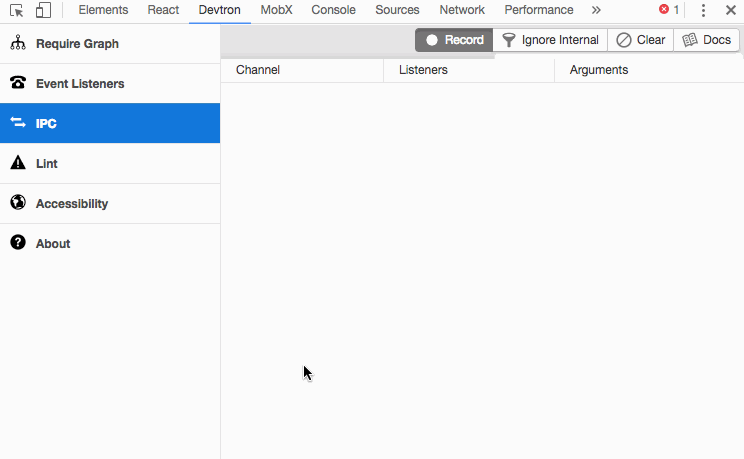 Elements React Devtron MobX Console Sources Network Performance » 1
Require Graph
Record Ignore Internal Clear Docs
Channel Listeners Arguments
Event Listeners
IPC
Lint
Accessibility
About